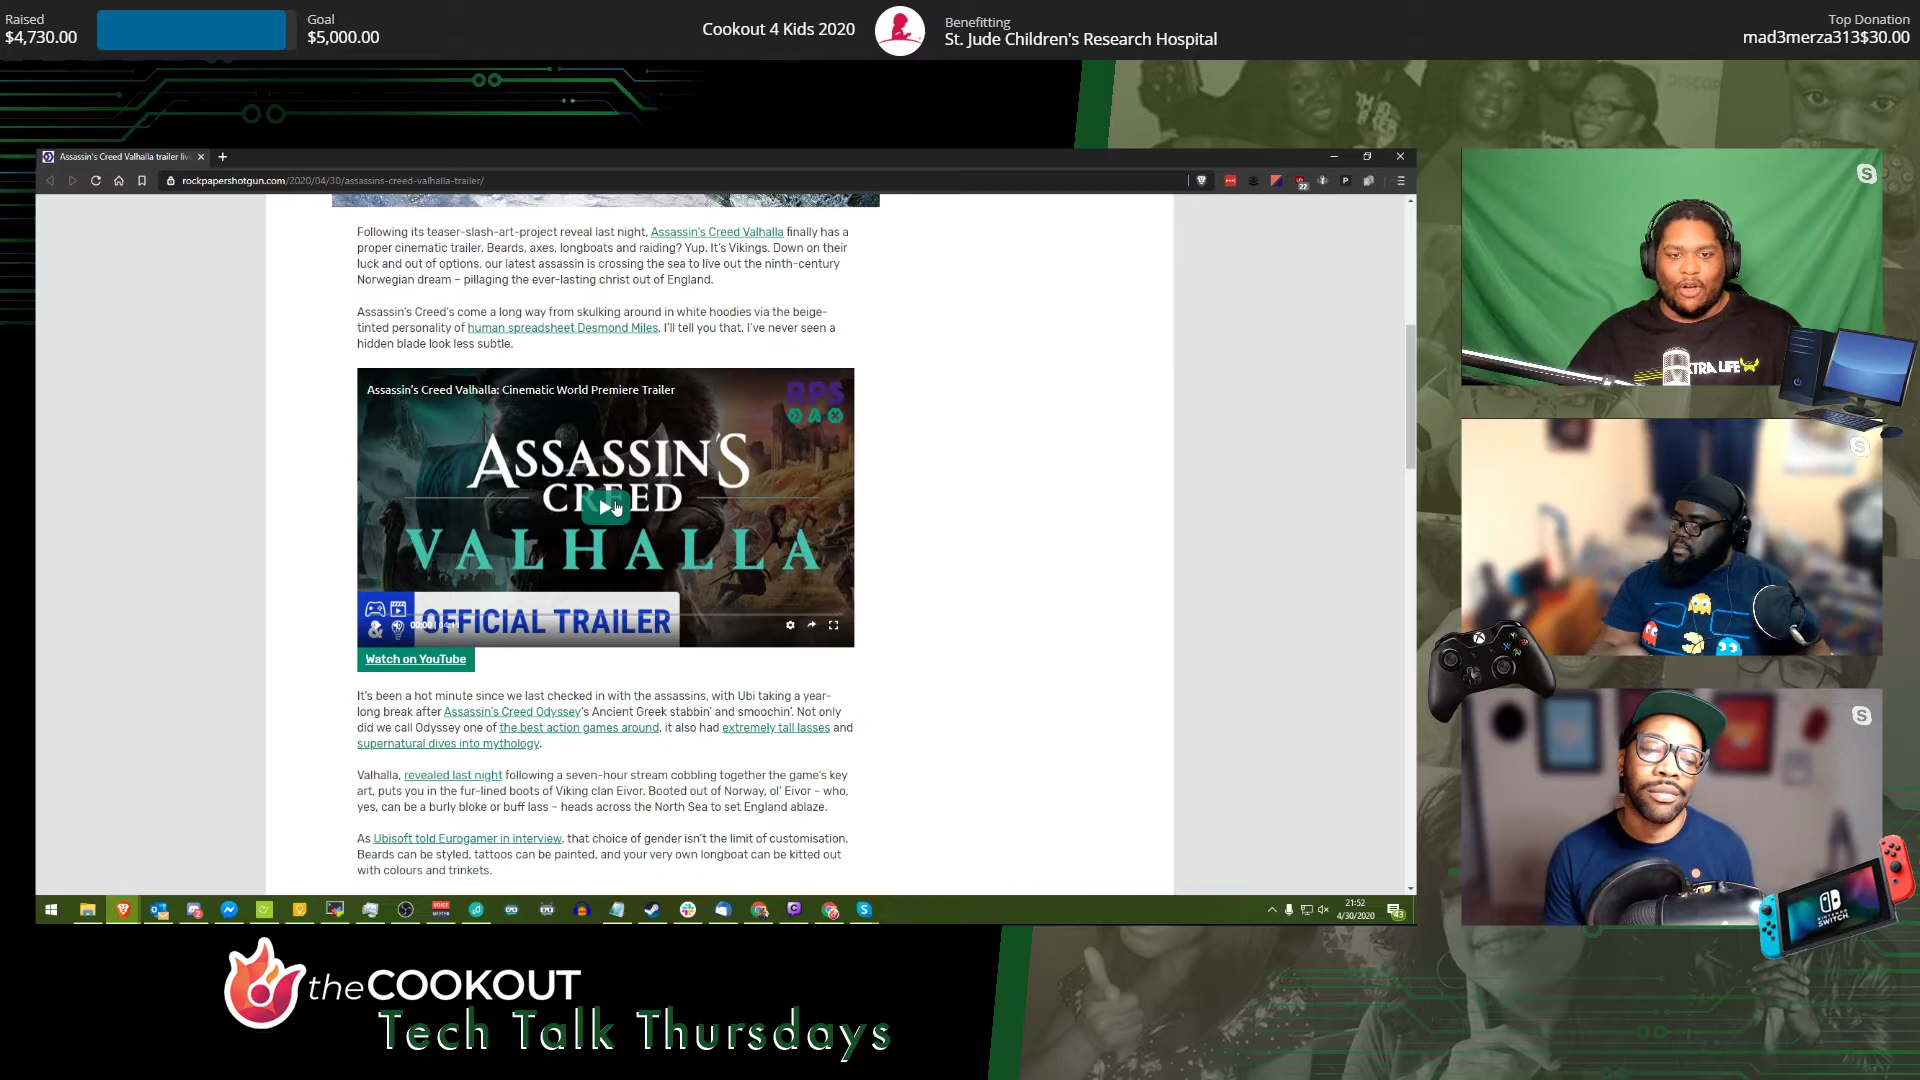 Raised
$4,730.00
Goal
$5,000.00
Cookout 4 Kids 2020
Benefitting
St. Jude Children's Research Hospital
Top Donation
mad3merza313$30.00
Assassin's Creed Valhalla trailer liv
rockpapershotgun.com/2020/04/30/assassins-creed-valhalla-trailer/
22
P
Following its teaser-slash-art-project reveal last night, Assassin's Creed Valhalla finally has a
proper cinematic trailer. Beards, axes, longboats and raiding? Yup. It's Vikings. Down on their
luck and out of options, our latest assassin is crossing the sea to live out the ninth-century
Norwegian dream – pillaging the ever-lasting christ out of England.
Assassin's Creed's come a long way from skulking around in white hoodies via the beige-
tinted personality of human spreadsheet Desmond Miles, I'll tell you that. I've never seen a
hidden blade look less subtle.
Assassin's Creed Valhalla: Cinematic World Premiere Trailer
RPS
ASSASSIN'S
CREED
VALHALLA
OFFICIAL TRAILER
&
00:00 | 04:11
Watch on YouTube
It's been a hot minute since we last checked in with the assassins, with Ubi taking a year-
long break after Assassin's Creed Odyssey's Ancient Greek stabbin' and smoochin'. Not only
did we call Odyssey one of the best action games around, it also had extremely tall lasses and
supernatural dives into mythology.
Valhalla, revealed last night following a seven-hour stream cobbling together the game's key
art, puts you in the fur-lined boots of Viking clan Eivor. Booted out of Norway, ol' Eivor – who,
yes, can be a burly bloke or buff lass – heads across the North Sea to set England ablaze.
As Ubisoft told Eurogamer in interview, that choice of gender isn't the limit of customisation.
Beards can be styled, tattoos can be painted, and your very own longboat can be kitted out
with colours and trinkets.
21:52
4/30/2020
43
XTRA LIFE
NINTENDO
SWITCH
theCOOKOUT
Tech Talk Thursdays